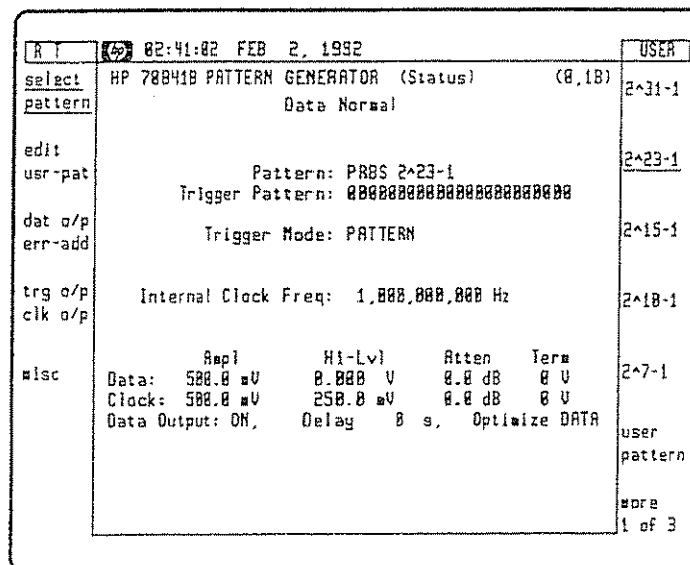 R T hp 02:41:02 FEB 2, 1992 USER
select pattern
HP 70841B PATTERN GENERATOR (Status) (0,18)
Data Normal
2^31-1
edit usr-pat
Pattern: PRBS 2^23-1
2^23-1
Trigger Pattern: 00000000000000000000000
dat o/p err-add
Trigger Mode: PATTERN
2^15-1
trg o/p clk o/p
Internal Clock Freq: 1,000,000,000 Hz
2^10-1
misc
Ampl Hi-Lvl Atten Term
Data: 500.0 mV 0.000 V 0.0 dB 0 V
Clock: 500.0 mV 250.0 mV 0.0 dB 0 V
Data Output: ON, Delay 0 s, Optimize DATA
2^7-1
user pattern
more 1 of 3